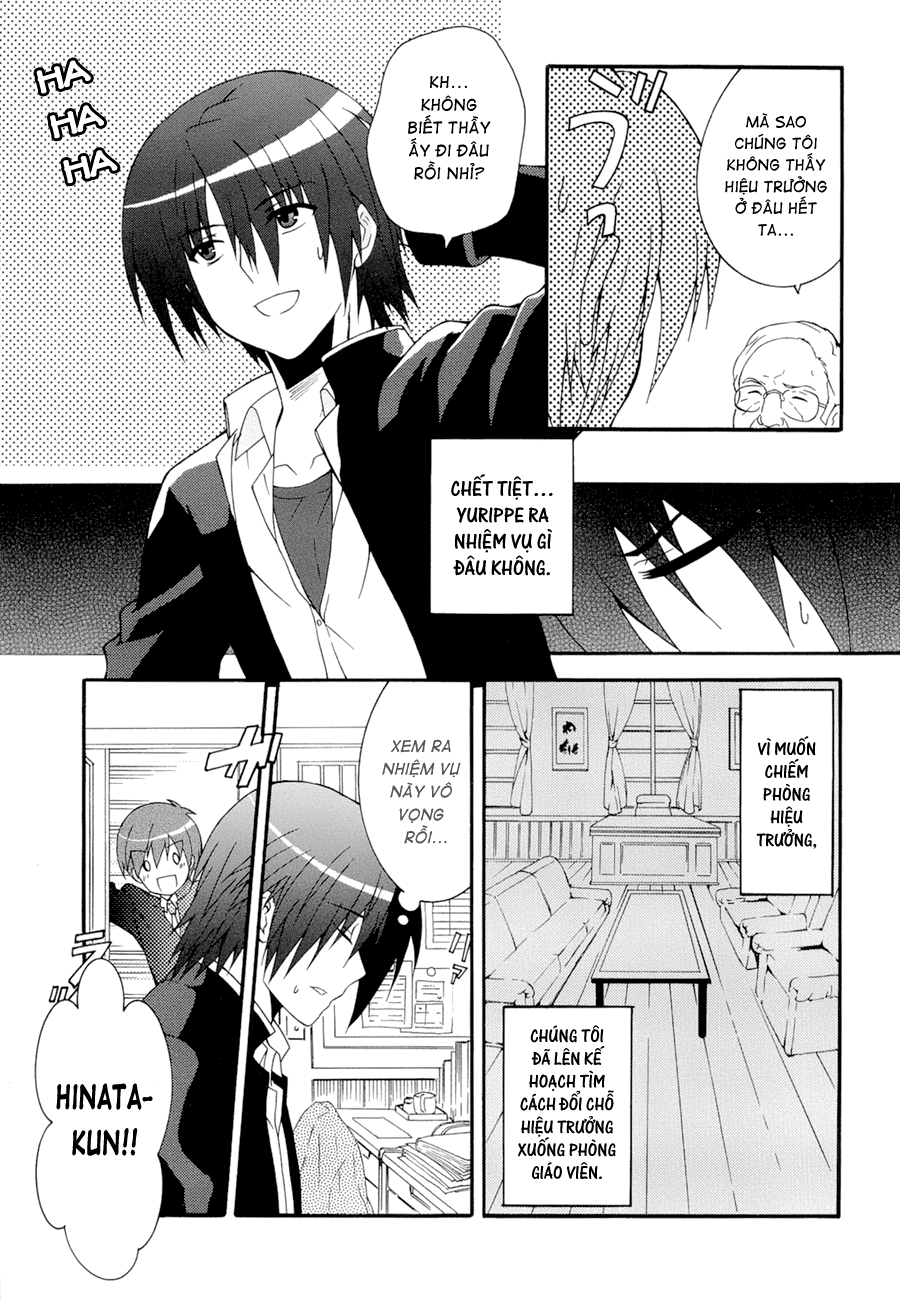 MÀ SAO
CHÚNG TÔI
KHÔNG THẤY
HIỆU TRƯỞNG
Ở ĐÂU HẾT
TA...
KH...
KHÔNG
BIẾT THẦY
ẤY ĐI ĐÂU
RỒI NHỈ?
HA
HA
HA
CHẾT TIỆT...
YURIPPE RA
NHIỆM VỤ GÌ
ĐÂU KHÔNG.
VÌ MUỐN
CHIẾM
PHÒNG
HIỆU
TRƯỞNG,
CHÚNG TÔI
ĐÃ LÊN KẾ
HOẠCH TÌM
CÁCH ĐỔI CHỖ
HIỆU TRƯỞNG
XUỐNG PHÒNG
GIÁO VIÊN.
XEM RA
NHIỆM VỤ
NÀY VÔ
VỌNG
RỒI...
HINATA-
KUN!!